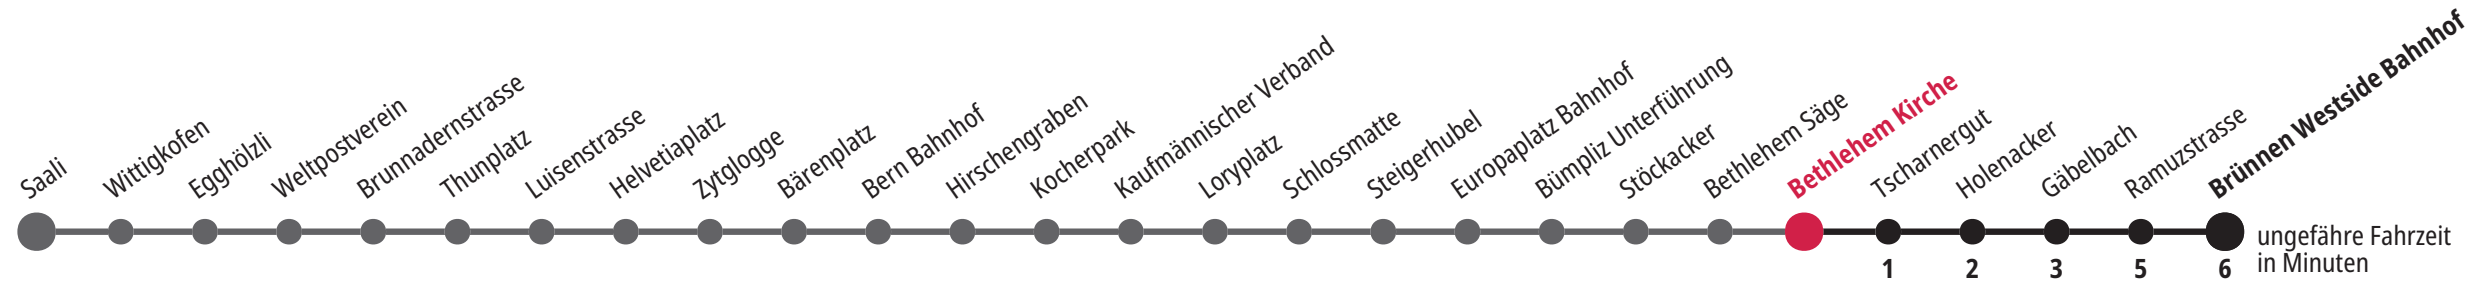 Saali
Wittigkofen
Egghölzli
Weltpostverein
Brunnadernstrasse
Thunplatz
Luisenstrasse
Helvetiaplatz
Zytglogge
Bärenplatz
Bern Bahnhof
Hirschengraben
Kocherpark
Kaufmännischer Verband
Loryplatz
Schlossmatte
Steigerhubel
Europaplatz Bahnhof
Bümpliz Unterführung
Stöckacker
Bethlehem Säge
Bethlehem Kirche
Tscharnergut
Holenacker
Gäbelbach
Ramuzstrasse
Brünnen Westside Bahnhof
1 2 3 5 6
ungefähre Fahrzeit
in Minuten